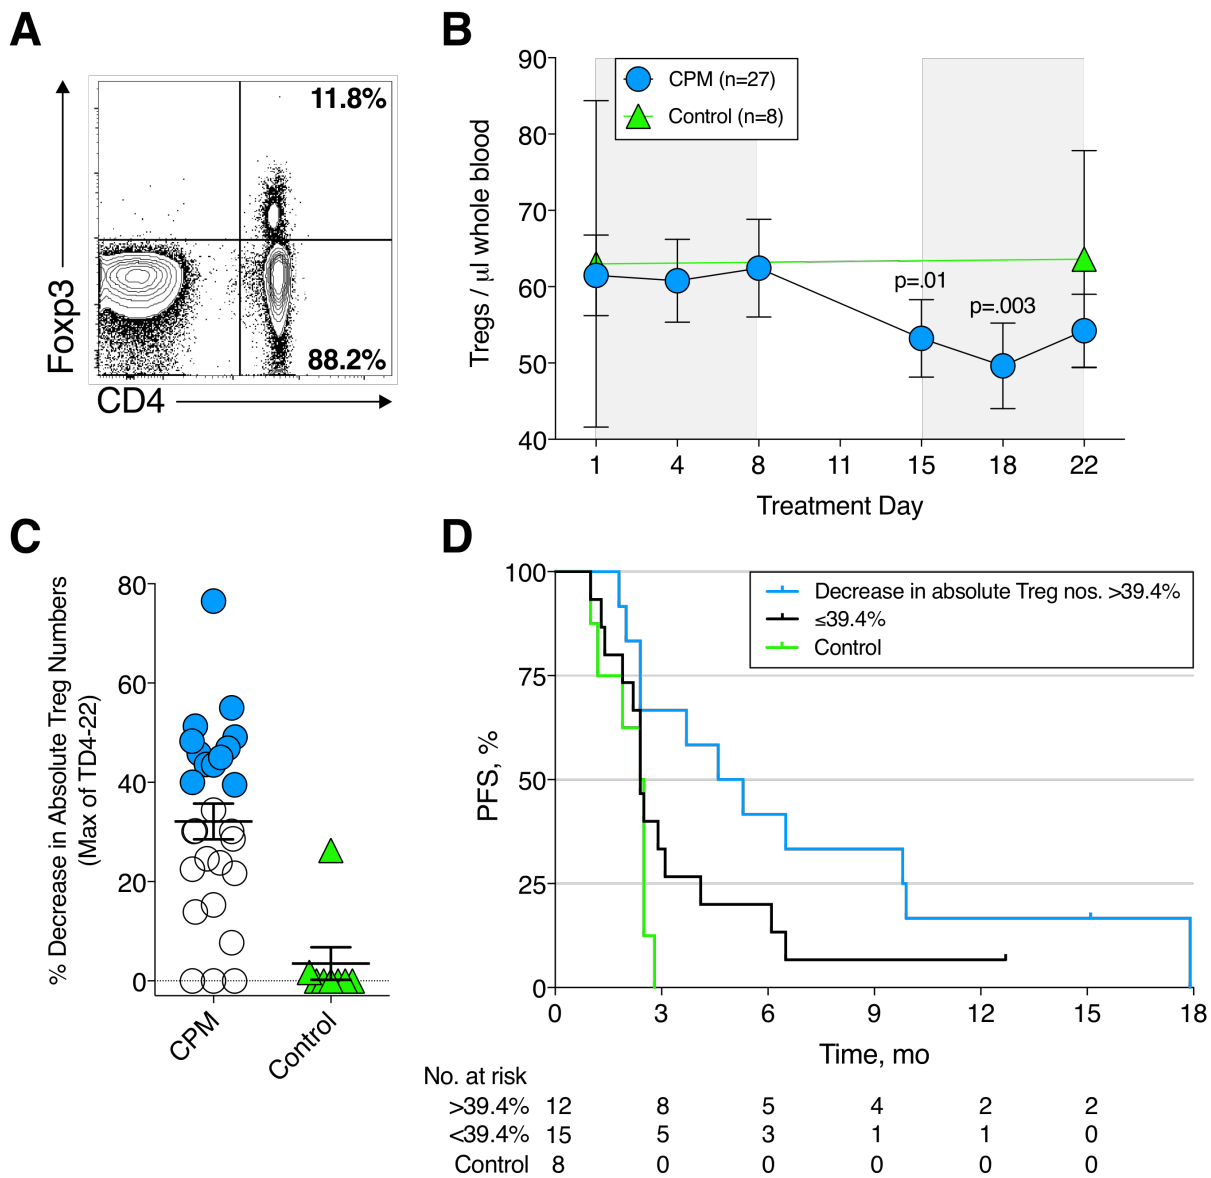 A
11.8%
88.2%
Foxp3
CD4
B
90
80
70
60
50
40
Tregs / μl whole blood
CPM (n=27)
Control (n=8)
p=.01
p=.003
1 4 8 11 15 18 22
Treatment Day
C
80
60
40
20
0
% Decrease in Absolute Treg Numbers
(Max of TD4-22)
CPM
Control
D
100
75
50
25
0
PFS, %
Decrease in absolute Treg nos. >39.4%
≤39.4%
Control
0 3 6 9 12 15 18
Time, mo
No. at risk
>39.4% 12 8 5 4 2 2
<39.4% 15 5 3 1 1 0
Control 8 0 0 0 0 0